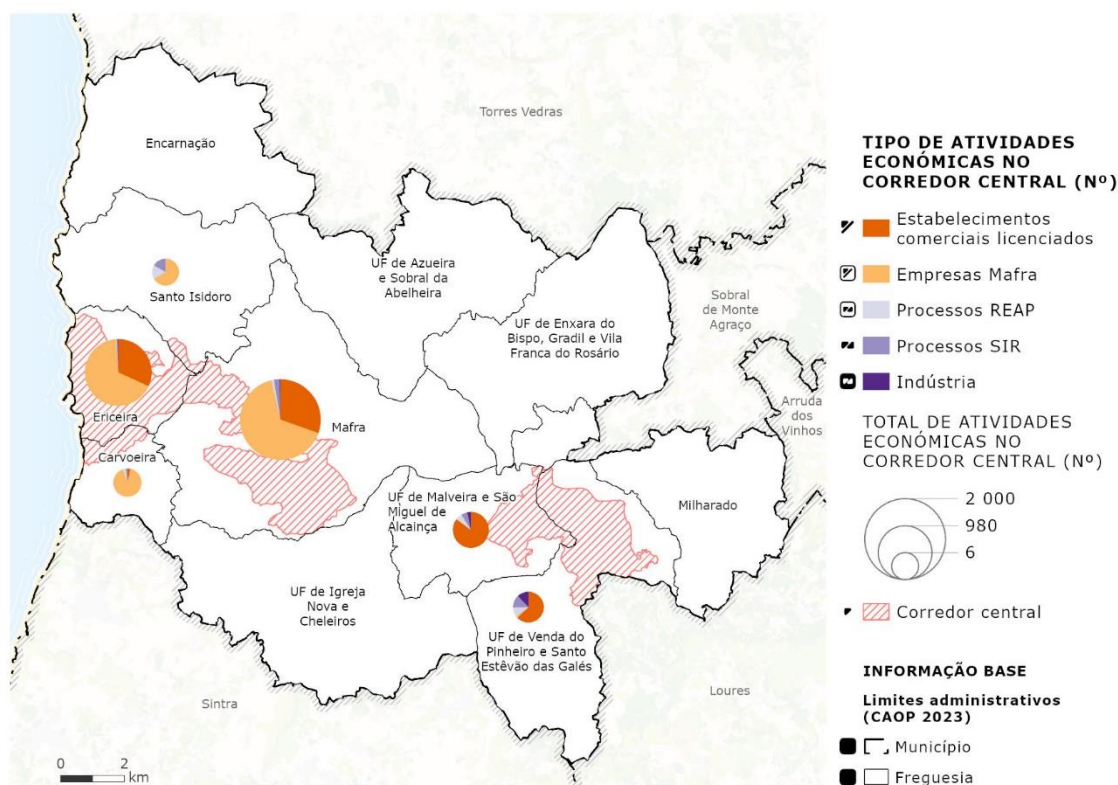 Torres Vedras
Encarnação
UF de Azueira
e Sobral da
Abelheira
Santo Isidoro
Sobral
de Monte
Agraço
UF de Enxara do
Bispo, Gradil e Vila
Franca do Rosário
Arruda
dos
Vinhos
Ericeira
Mafra
Carvoeira
UF de Malveira e São
Miguel de
Alcainça
Milharado
UF de Igreja
Nova e
Cheleiros
UF de Venda do
Pinheiro e Santo
Estêvão das Galés
Sintra
Loures
0 2
km
TIPO DE ATIVIDADES
ECONÓMICAS NO
CORREDOR CENTRAL (Nº)
Estabelecimentos
comerciais licenciados
Empresas Mafra
Processos REAP
Processos SIR
Indústria
TOTAL DE ATIVIDADES
ECONÓMICAS NO
CORREDOR CENTRAL (Nº)
2 000
980
6
Corredor central
INFORMAÇÃO BASE
Limites administrativos
(CAOP 2023)
Município
Freguesia